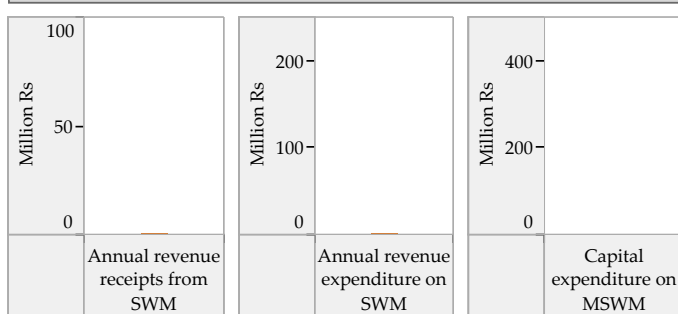 100
50
0
Million Rs
Annual revenue
receipts from
SWM
200
100
0
Million Rs
Annual revenue
expenditure on
SWM
400
200
0
Million Rs
Capital
expenditure on
MSWM